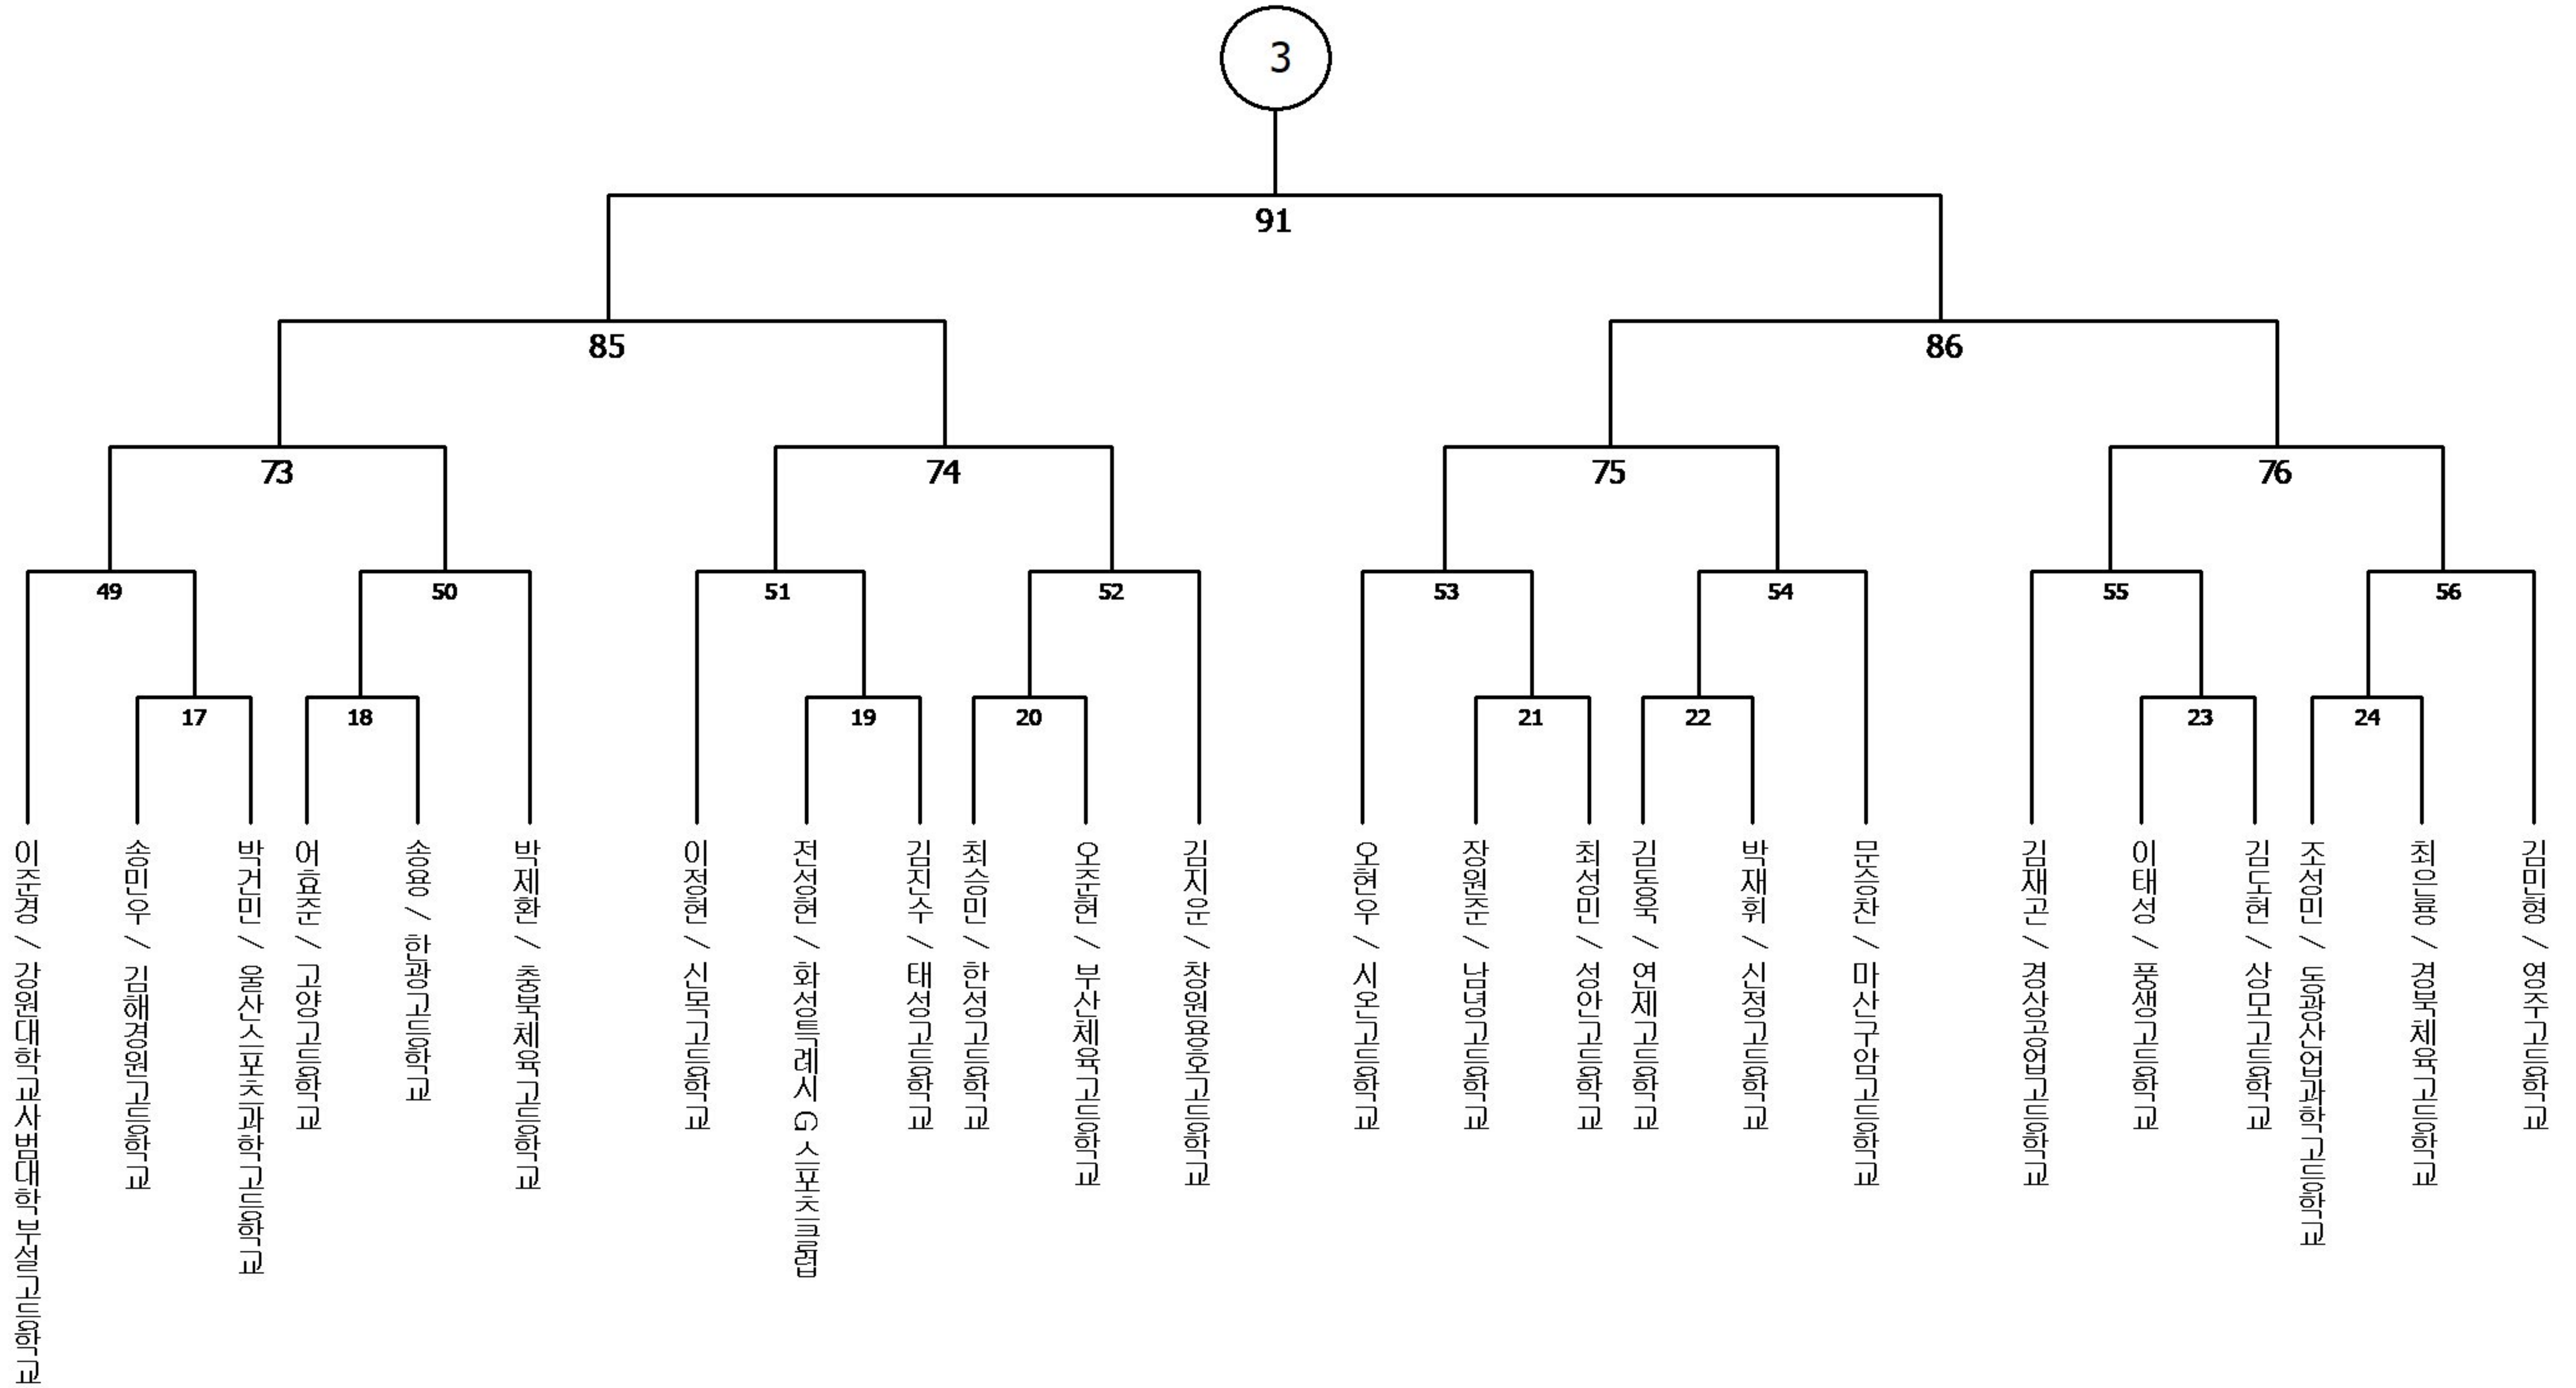 3
91
85
86
73
74
75
76
49
50
51
52
53
54
55
56
17
18
19
20
21
22
23
24
이준경 / 강원대학교사범대학부설고등학교
송민우 / 김해경원고등학교
박건민 / 울산스포츠과학고등학교
어효준 / 고양고등학교
송용 / 한광고등학교
박제환 / 충북체육고등학교
이정현 / 신목고등학교
전성현 / 화성특례시 G스포츠클럽
김진수 / 태성고등학교
최승민 / 한성고등학교
오준현 / 부산체육고등학교
김지운 / 창원용호고등학교
오현우 / 시온고등학교
장원준 / 남녕고등학교
최성민 / 성안고등학교
김동욱 / 연제고등학교
박재휘 / 신정고등학교
문승찬 / 마산구암고등학교
김재곤 / 경상공업고등학교
이태성 / 풍생고등학교
김도현 / 상모고등학교
조성민 / 동광산업과학고등학교
최은룡 / 경북체육고등학교
김민형 / 영주고등학교